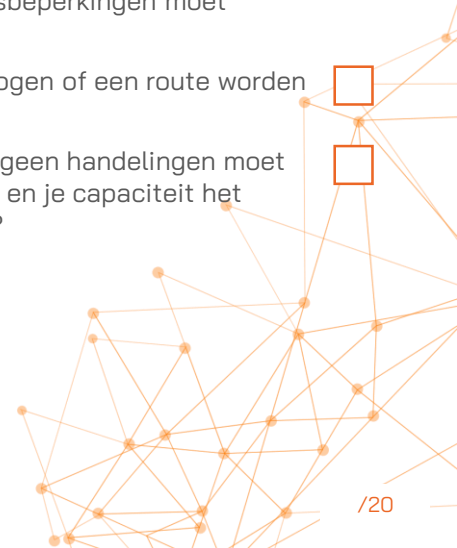 sbeperkingen moet
ogen of een route worden
geen handelingen moet
en je capaciteit het
?
/20